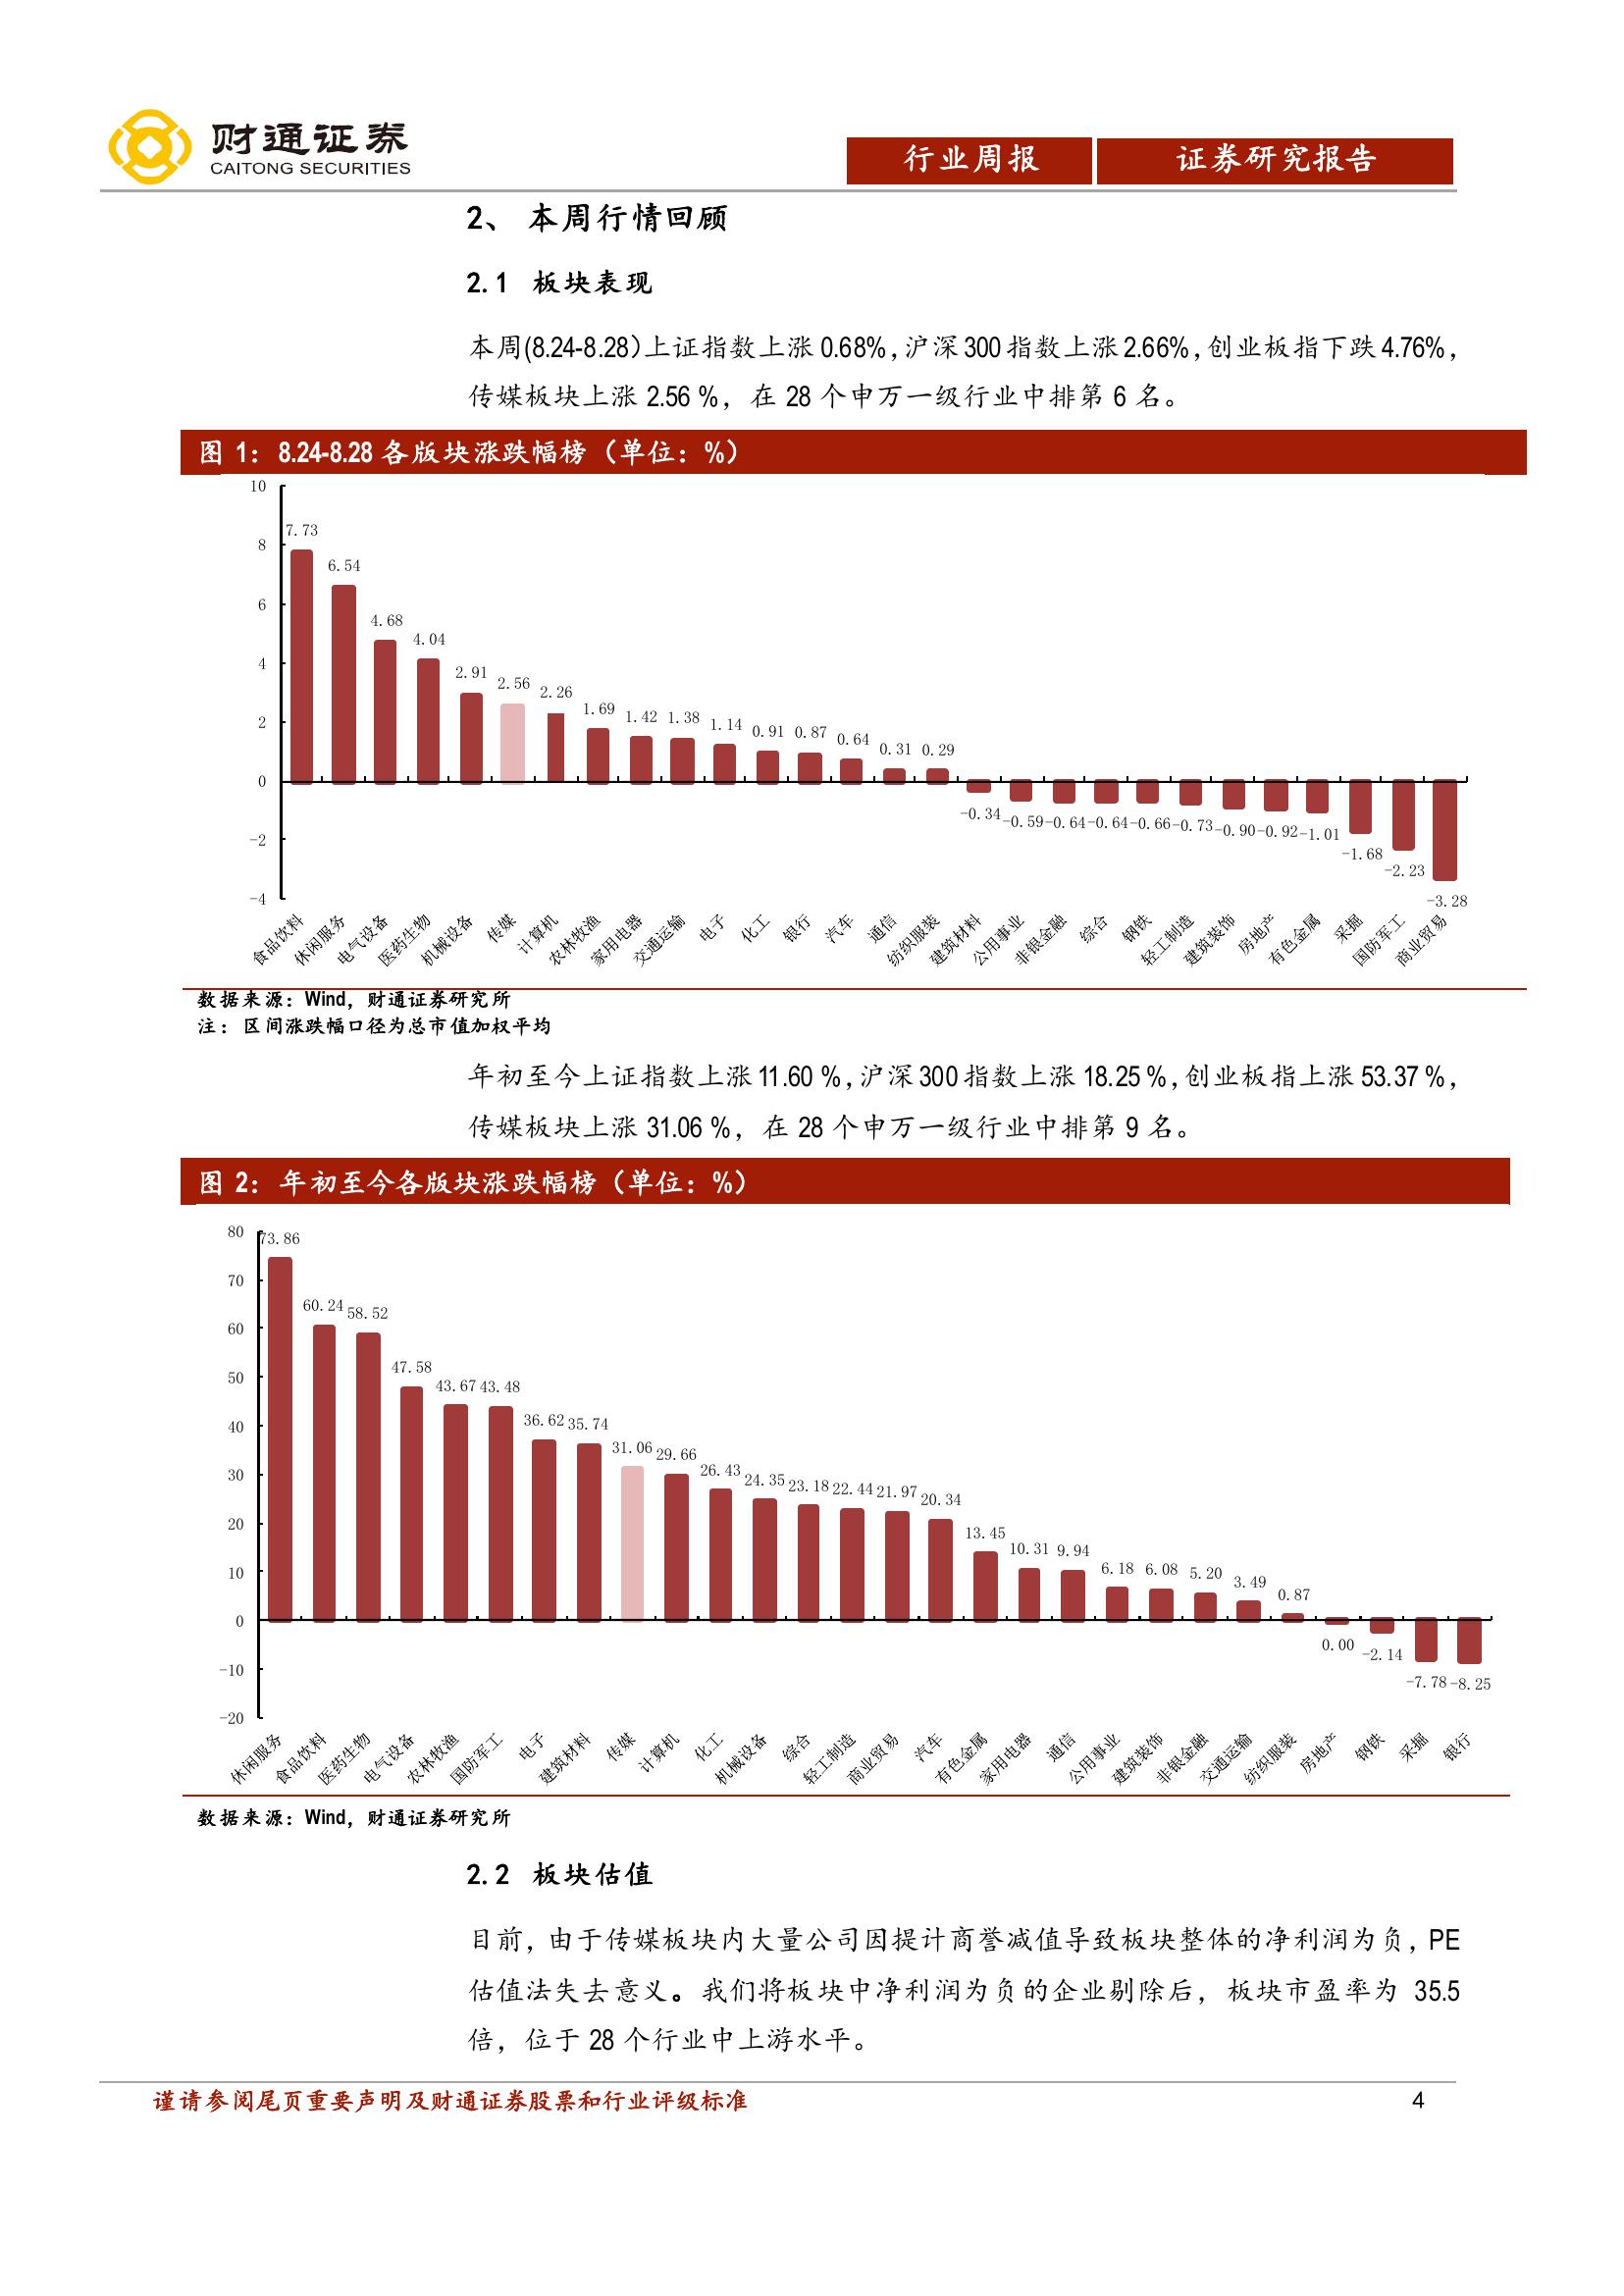 财通证券
CAITONG SECURITIES
行业周报 证券研究报告
2、 本周行情回顾
2.1 板块表现
本周(8.24-8.28)上证指数上涨 0.68%,沪深 300 指数上涨 2.66%,创业板指下跌 4.76%,
传媒板块上涨 2.56 %，在 28 个申万一级行业中排第 6 名。
图 1：8.24-8.28 各版块涨跌幅榜（单位：%）
10
8
6
4
2
0
-2
-4
7.73
6.54
4.68
4.04
2.91
2.56
2.26
1.69
1.42
1.38
1.14
0.91
0.87
0.64
0.31
0.29
-0.34
-0.59
-0.64
-0.64
-0.66
-0.73
-0.90
-0.92
-1.01
-1.68
-2.23
-3.28
食品饮料
休闲服务
电气设备
医药生物
机械设备
传媒
计算机
农林牧渔
家用电器
交通运输
电子
化工
银行
汽车
通信
纺织服装
建筑材料
公用事业
非银金融
综合
钢铁
轻工制造
建筑装饰
房地产
有色金属
采掘
国防军工
商业贸易
数据来源：Wind，财通证券研究所
注：区间涨跌幅口径为总市值加权平均
年初至今上证指数上涨 11.60 %,沪深 300 指数上涨 18.25 %,创业板指上涨 53.37 %,
传媒板块上涨 31.06 %，在 28 个申万一级行业中排第 9 名。
图 2：年初至今各版块涨跌幅榜（单位：%）
80
70
60
50
40
30
20
10
0
-10
-20
73.86
60.24
58.52
47.58
43.67
43.48
36.62
35.74
31.06
29.66
26.43
24.35
23.18
22.44
21.97
20.34
13.45
10.31
9.94
6.18
6.08
5.20
3.49
0.87
0.00
-2.14
-7.78
-8.25
休闲服务
食品饮料
医药生物
电气设备
农林牧渔
国防军工
电子
建筑材料
传媒
计算机
化工
机械设备
综合
轻工制造
商业贸易
汽车
有色金属
家用电器
通信
公用事业
建筑装饰
非银金融
交通运输
纺织服装
房地产
钢铁
采掘
银行
数据来源：Wind，财通证券研究所
2.2 板块估值
目前，由于传媒板块内大量公司因提计商誉减值导致板块整体的净利润为负，PE
估值法失去意义。我们将板块中净利润为负的企业剔除后，板块市盈率为 35.5
倍，位于 28 个行业中上游水平。
谨请参阅尾页重要声明及财通证券股票和行业评级标准 4